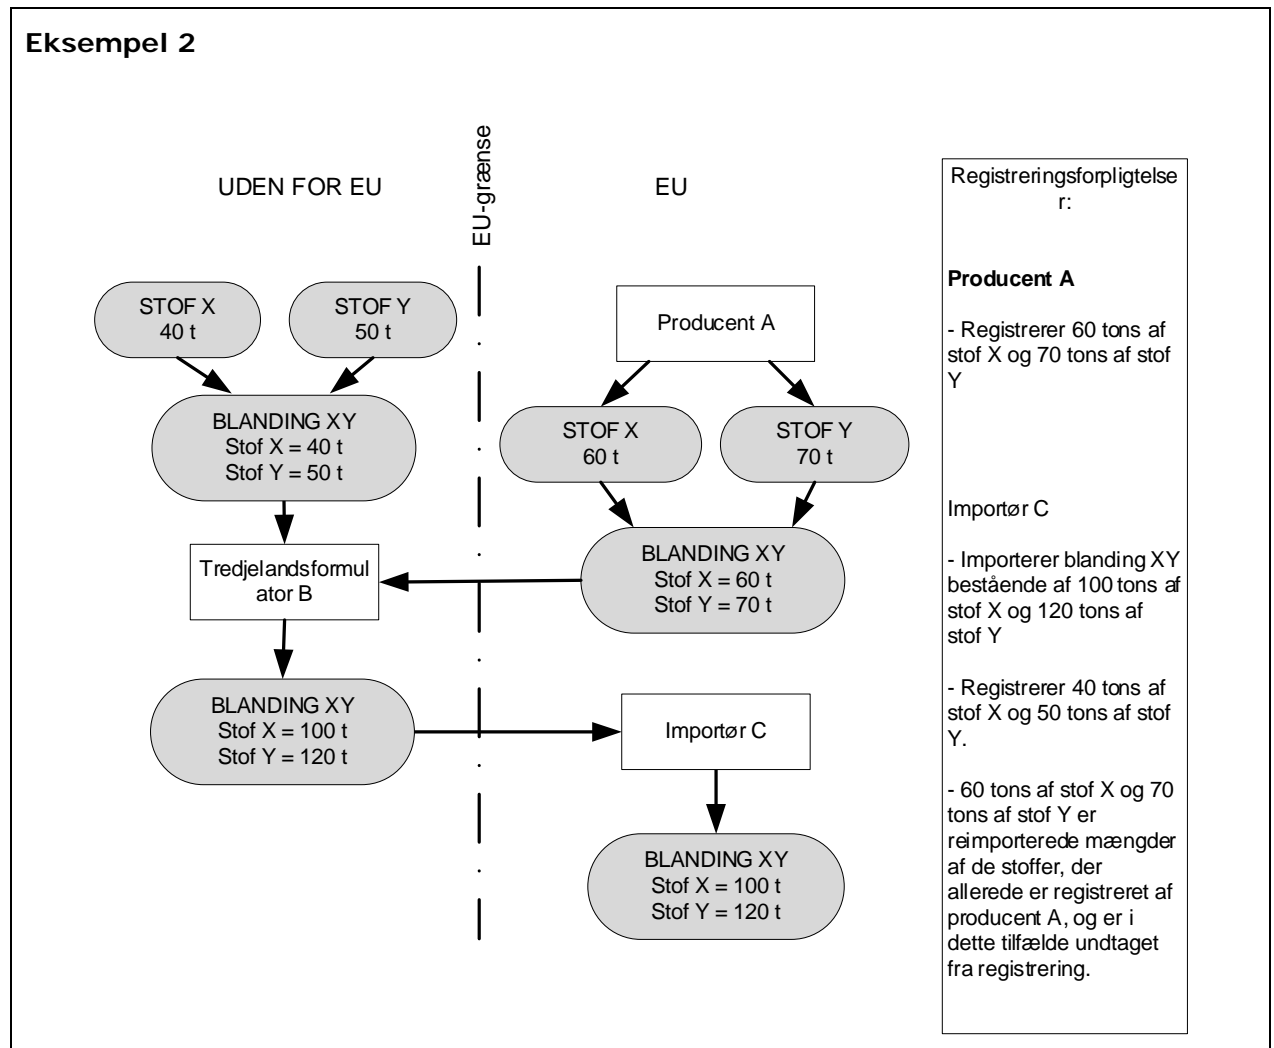 Eksempel 2
UDEN FOR EU
EU-grænse
EU
STOF X
40 t
STOF Y
50 t
BLANDING XY
Stof X = 40 t
Stof Y = 50 t
Tredjelandsformul
ator B
BLANDING XY
Stof X = 100 t
Stof Y = 120 t
Producent A
STOF X
60 t
STOF Y
70 t
BLANDING XY
Stof X = 60 t
Stof Y = 70 t
Importør C
BLANDING XY
Stof X = 100 t
Stof Y = 120 t
Registreringsforpligtelse
r:
Producent A
- Registrerer 60 tons af
stof X og 70 tons af stof
Y
Importør C
- Importerer blanding XY
bestående af 100 tons af
stof X og 120 tons af
stof Y
- Registrerer 40 tons af
stof X og 50 tons af stof
Y.
- 60 tons af stof X og 70
tons af stof Y er
reimporterede mængder
af de stoffer, der
allerede er registreret af
producent A, og er i
dette tilfælde undtaget
fra registrering.